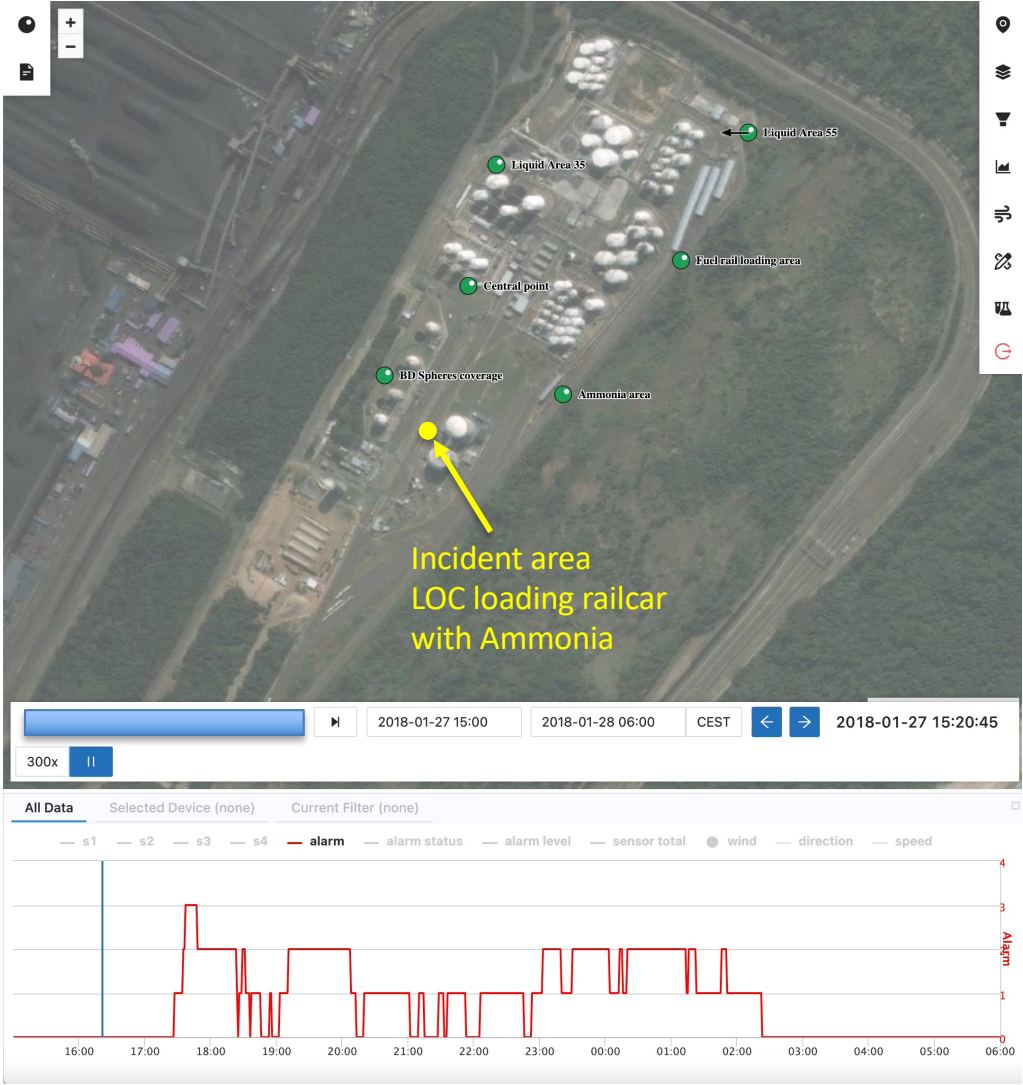 +
−
Liquid Area 55
Liquid Area 35
Fuel rail loading area
Central point
BD Spheres coverage
Ammonia area
Incident area
LOC loading railcar
with Ammonia
2018-01-27 15:00 2018-01-28 06:00 CEST 2018-01-27 15:20:45
300x
All Data Selected Device (none) Current Filter (none)
s1 s2 s3 s4 alarm alarm status alarm level sensor total wind direction speed
4
3
2
1
0
Alarm
16:00 17:00 18:00 19:00 20:00 21:00 22:00 23:00 00:00 01:00 02:00 03:00 04:00 05:00 06:00